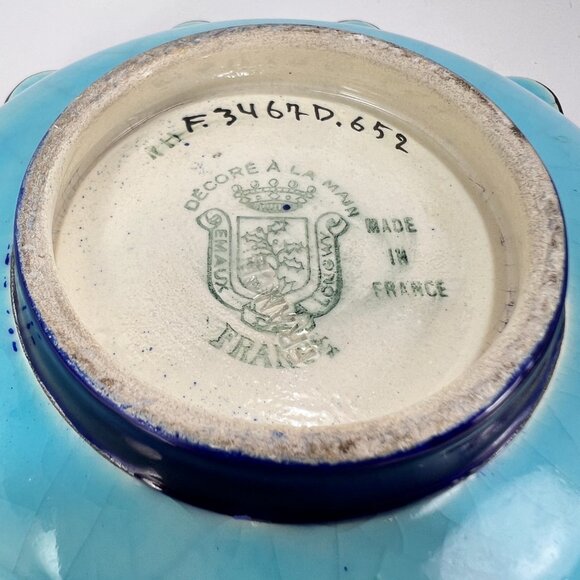 F.3467D.652
DÉCORÉ À LA MAIN
EMAUX
LONGWY
FRANCE
MADE
IN
FRANCE